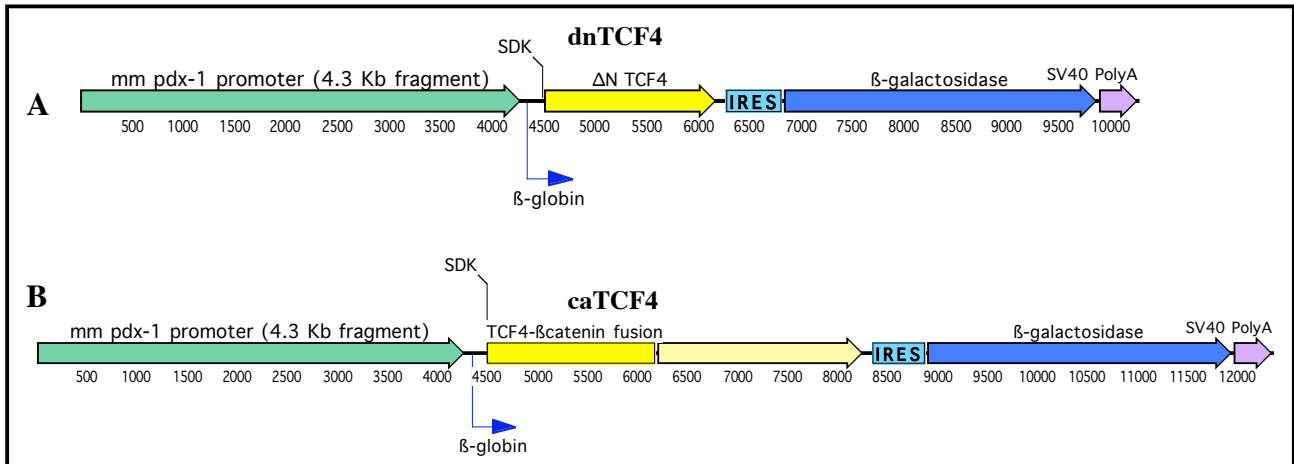 dnTCF4
SDK
mm pdx-1 promoter (4.3 Kb fragment)
ΔN TCF4
ß-galactosidase
SV40 PolyA
A
IRES
500 1000 1500 2000 2500 3000 3500 4000 4500 5000 5500 6000 6500 7000 7500 8000 8500 9000 9500 10000
ß-globin
SDK
B
caTCF4
mm pdx-1 promoter (4.3 Kb fragment)
TCF4-ßcatenin fusion
ß-galactosidase
SV40 PolyA
IRES
500 1000 1500 2000 2500 3000 3500 4000 4500 5000 5500 6000 6500 7000 7500 8000 8500 9000 9500 10000 10500 11000 11500 12000
ß-globin